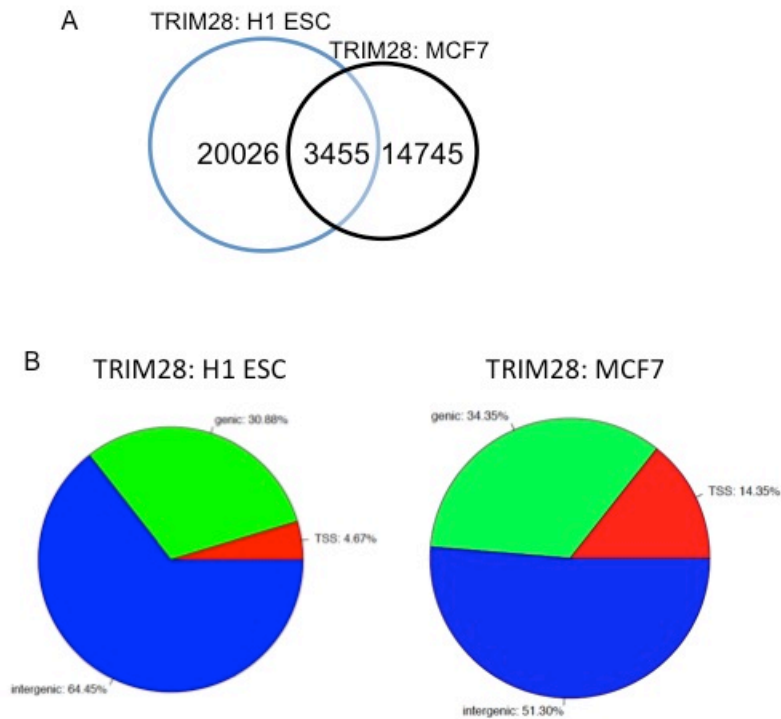 A
TRIM28: H1 ESC
TRIM28: MCF7
20026 3455 14745
B
TRIM28: H1 ESC
TRIM28: MCF7
genic: 30.88%
TSS: 4.67%
intergenic: 64.45%
genic: 34.35%
TSS: 14.35%
intergenic: 51.30%